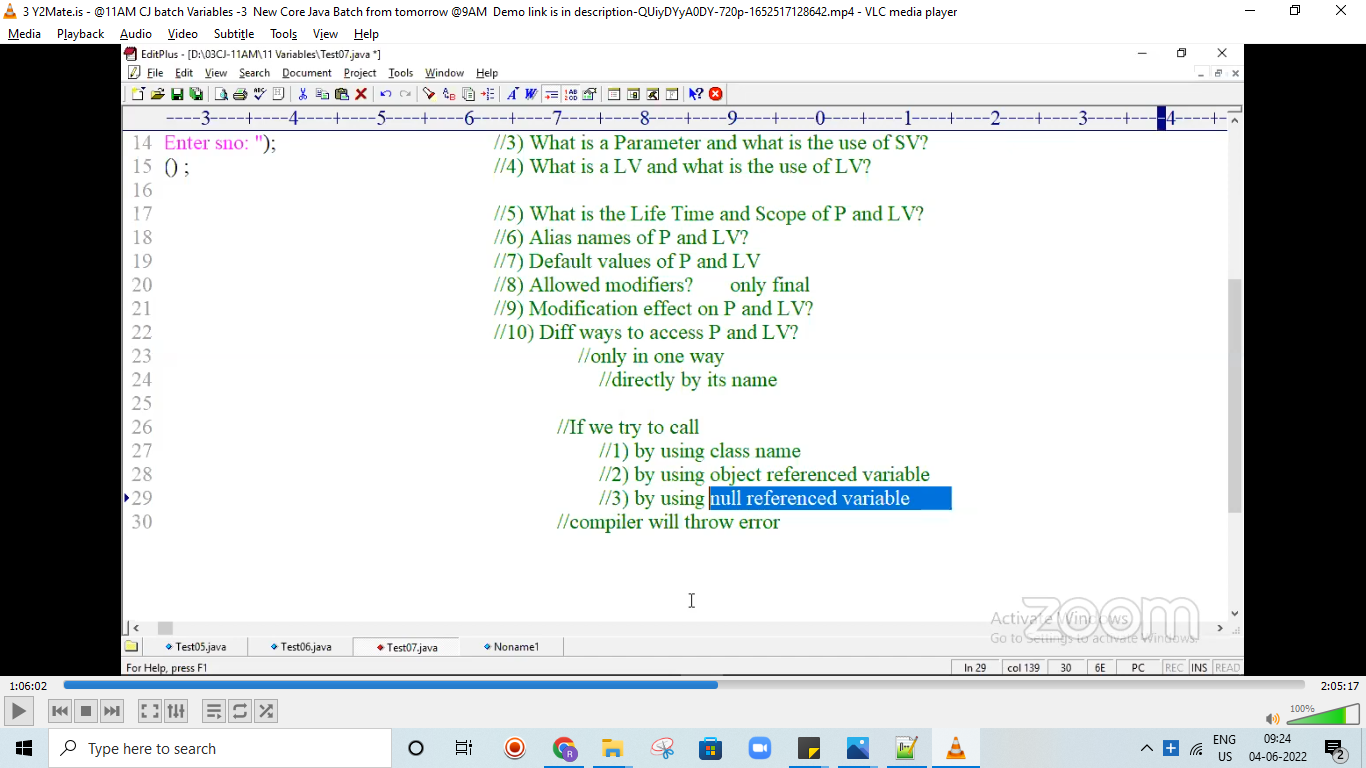 3 Y2Mate.is - @11AM CJ batch Variables -3  New Core Java Batch from tomorrow @9AM  Demo link is in description-QUiyDYyA0DY-720p-1652517128642.mp4 - VLC media player
Media Playback Audio Video Subtitle Tools View Help
EditPlus - [D:\03CJ-11AM\11 Variables\Test07.java *]
File Edit View Search Document Project Tools Window Help
----3----+----4----+----5----+----6----+----7----+----8----+----9----+----0----+----1----+----2----+----3----+----4----+-
14 Enter sno: "); //3) What is a Parameter and what is the use of SV?
15 () ; //4) What is a LV and what is the use of LV?
16
17 //5) What is the Life Time and Scope of P and LV?
18 //6) Alias names of P and LV?
19 //7) Default values of P and LV
20 //8) Allowed modifiers? only final
21 //9) Modification effect on P and LV?
22 //10) Diff ways to access P and LV?
23 //only in one way
24 //directly by its name
25
26 //If we try to call
27 //1) by using class name
28 //2) by using object referenced variable
29 //3) by using null referenced variable
30 //compiler will throw error
zoom
Activate Windows
Go to Settings to activate Windows.
Test05.java Test06.java Test07.java Noname1
For Help, press F1 ln 29 col 139 30 6E PC REC INS READ
1:06:02 2:05:17
100%
Type here to search
ENG
US
09:24
04-06-2022
2